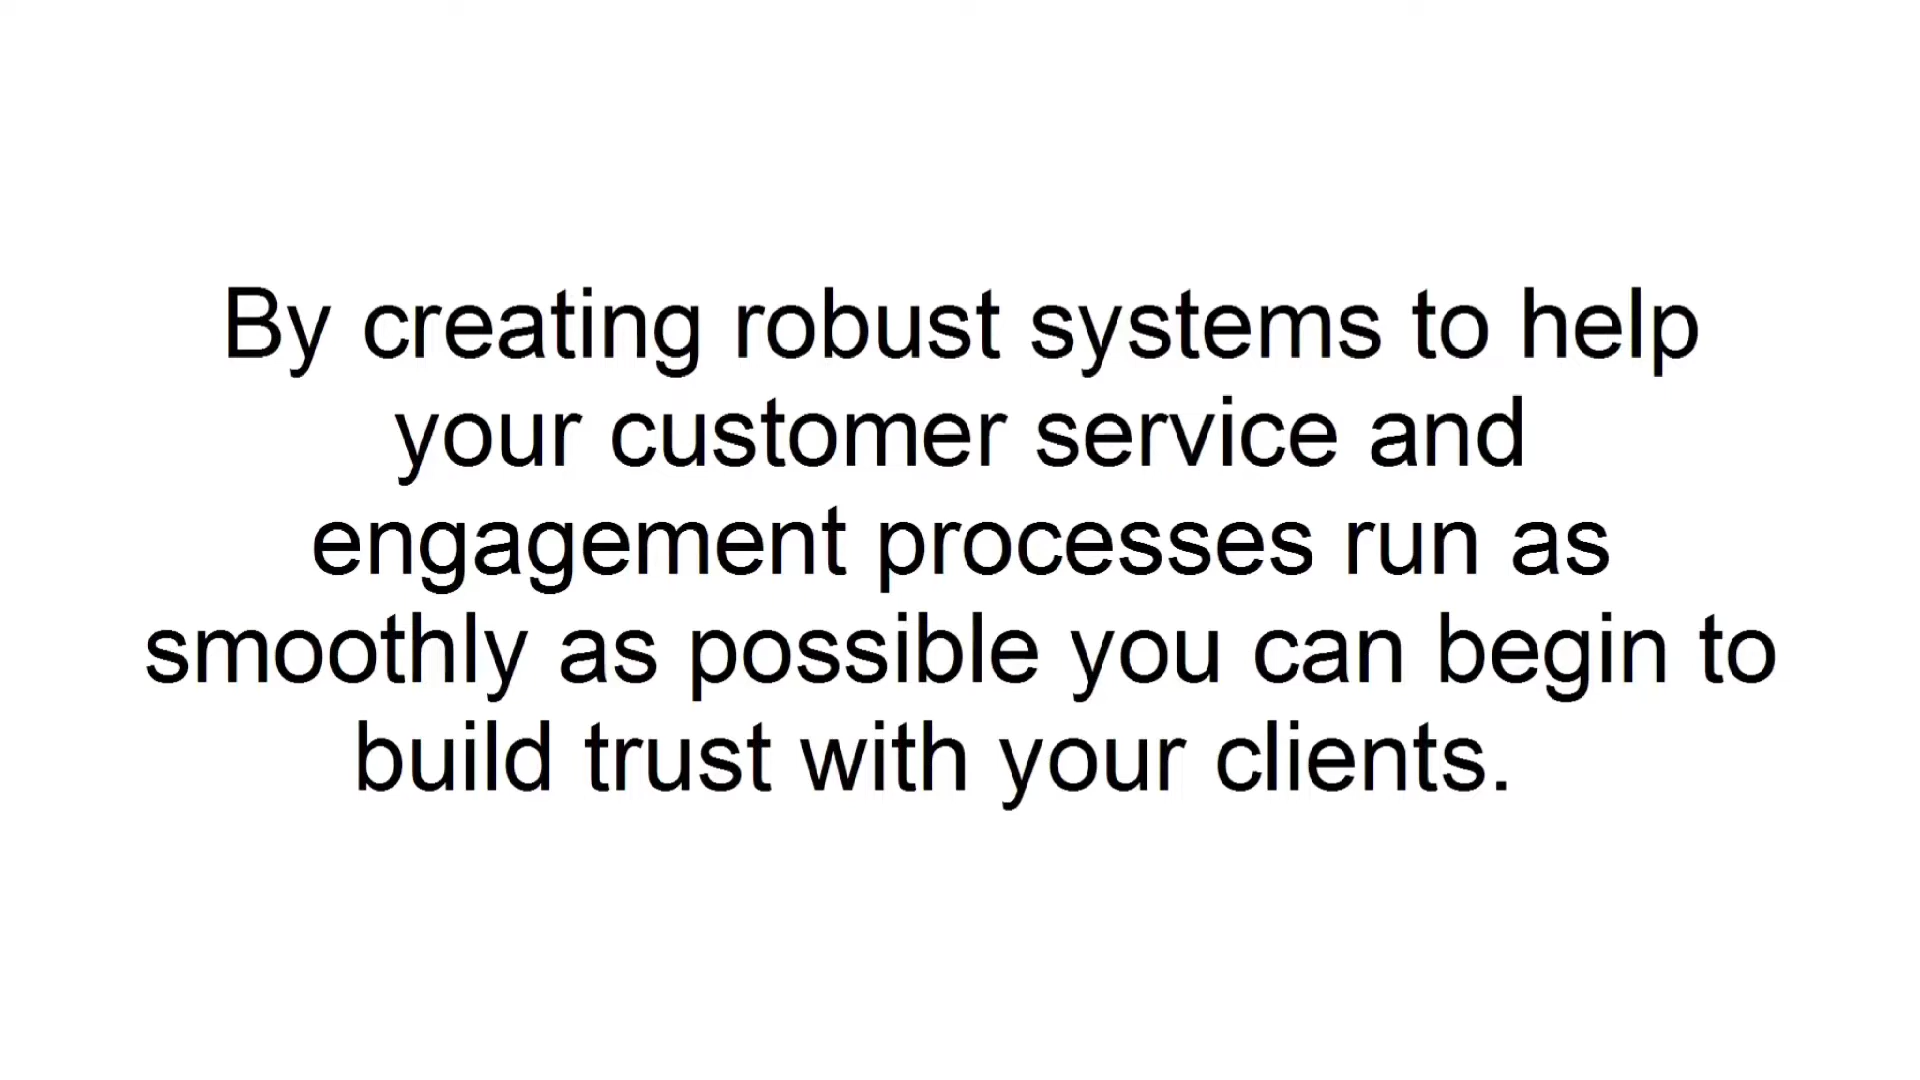 By creating robust systems to help
your customer service and
engagement processes run as
smoothly as possible you can begin to
build trust with your clients.